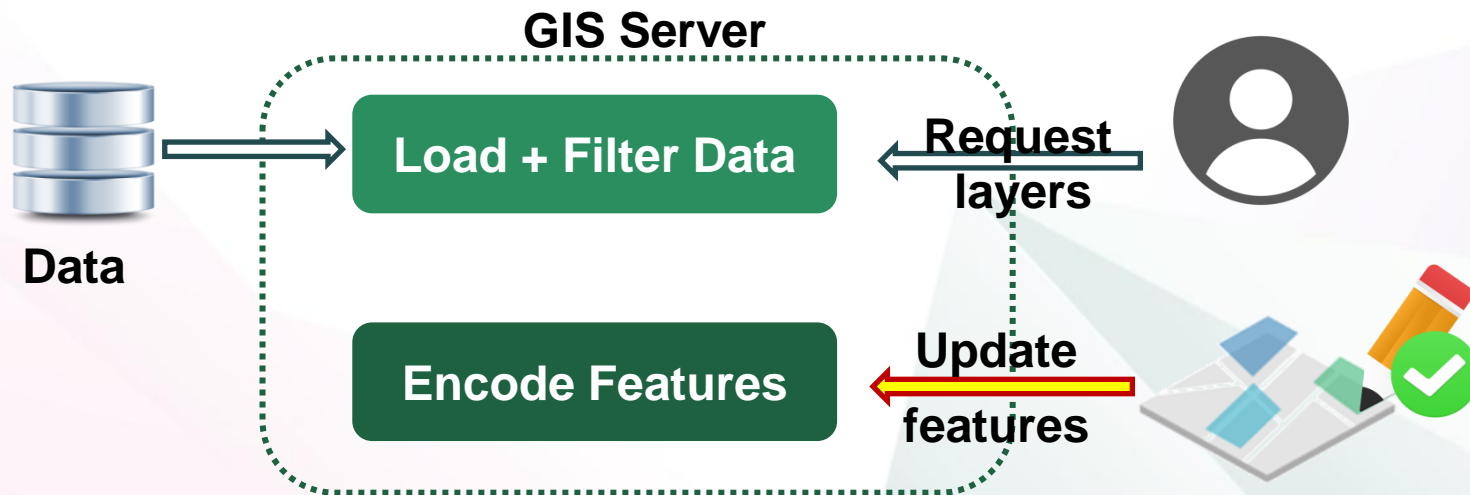 GIS Server
Load + Filter Data
Request
layers
Data
Encode Features
Update
features